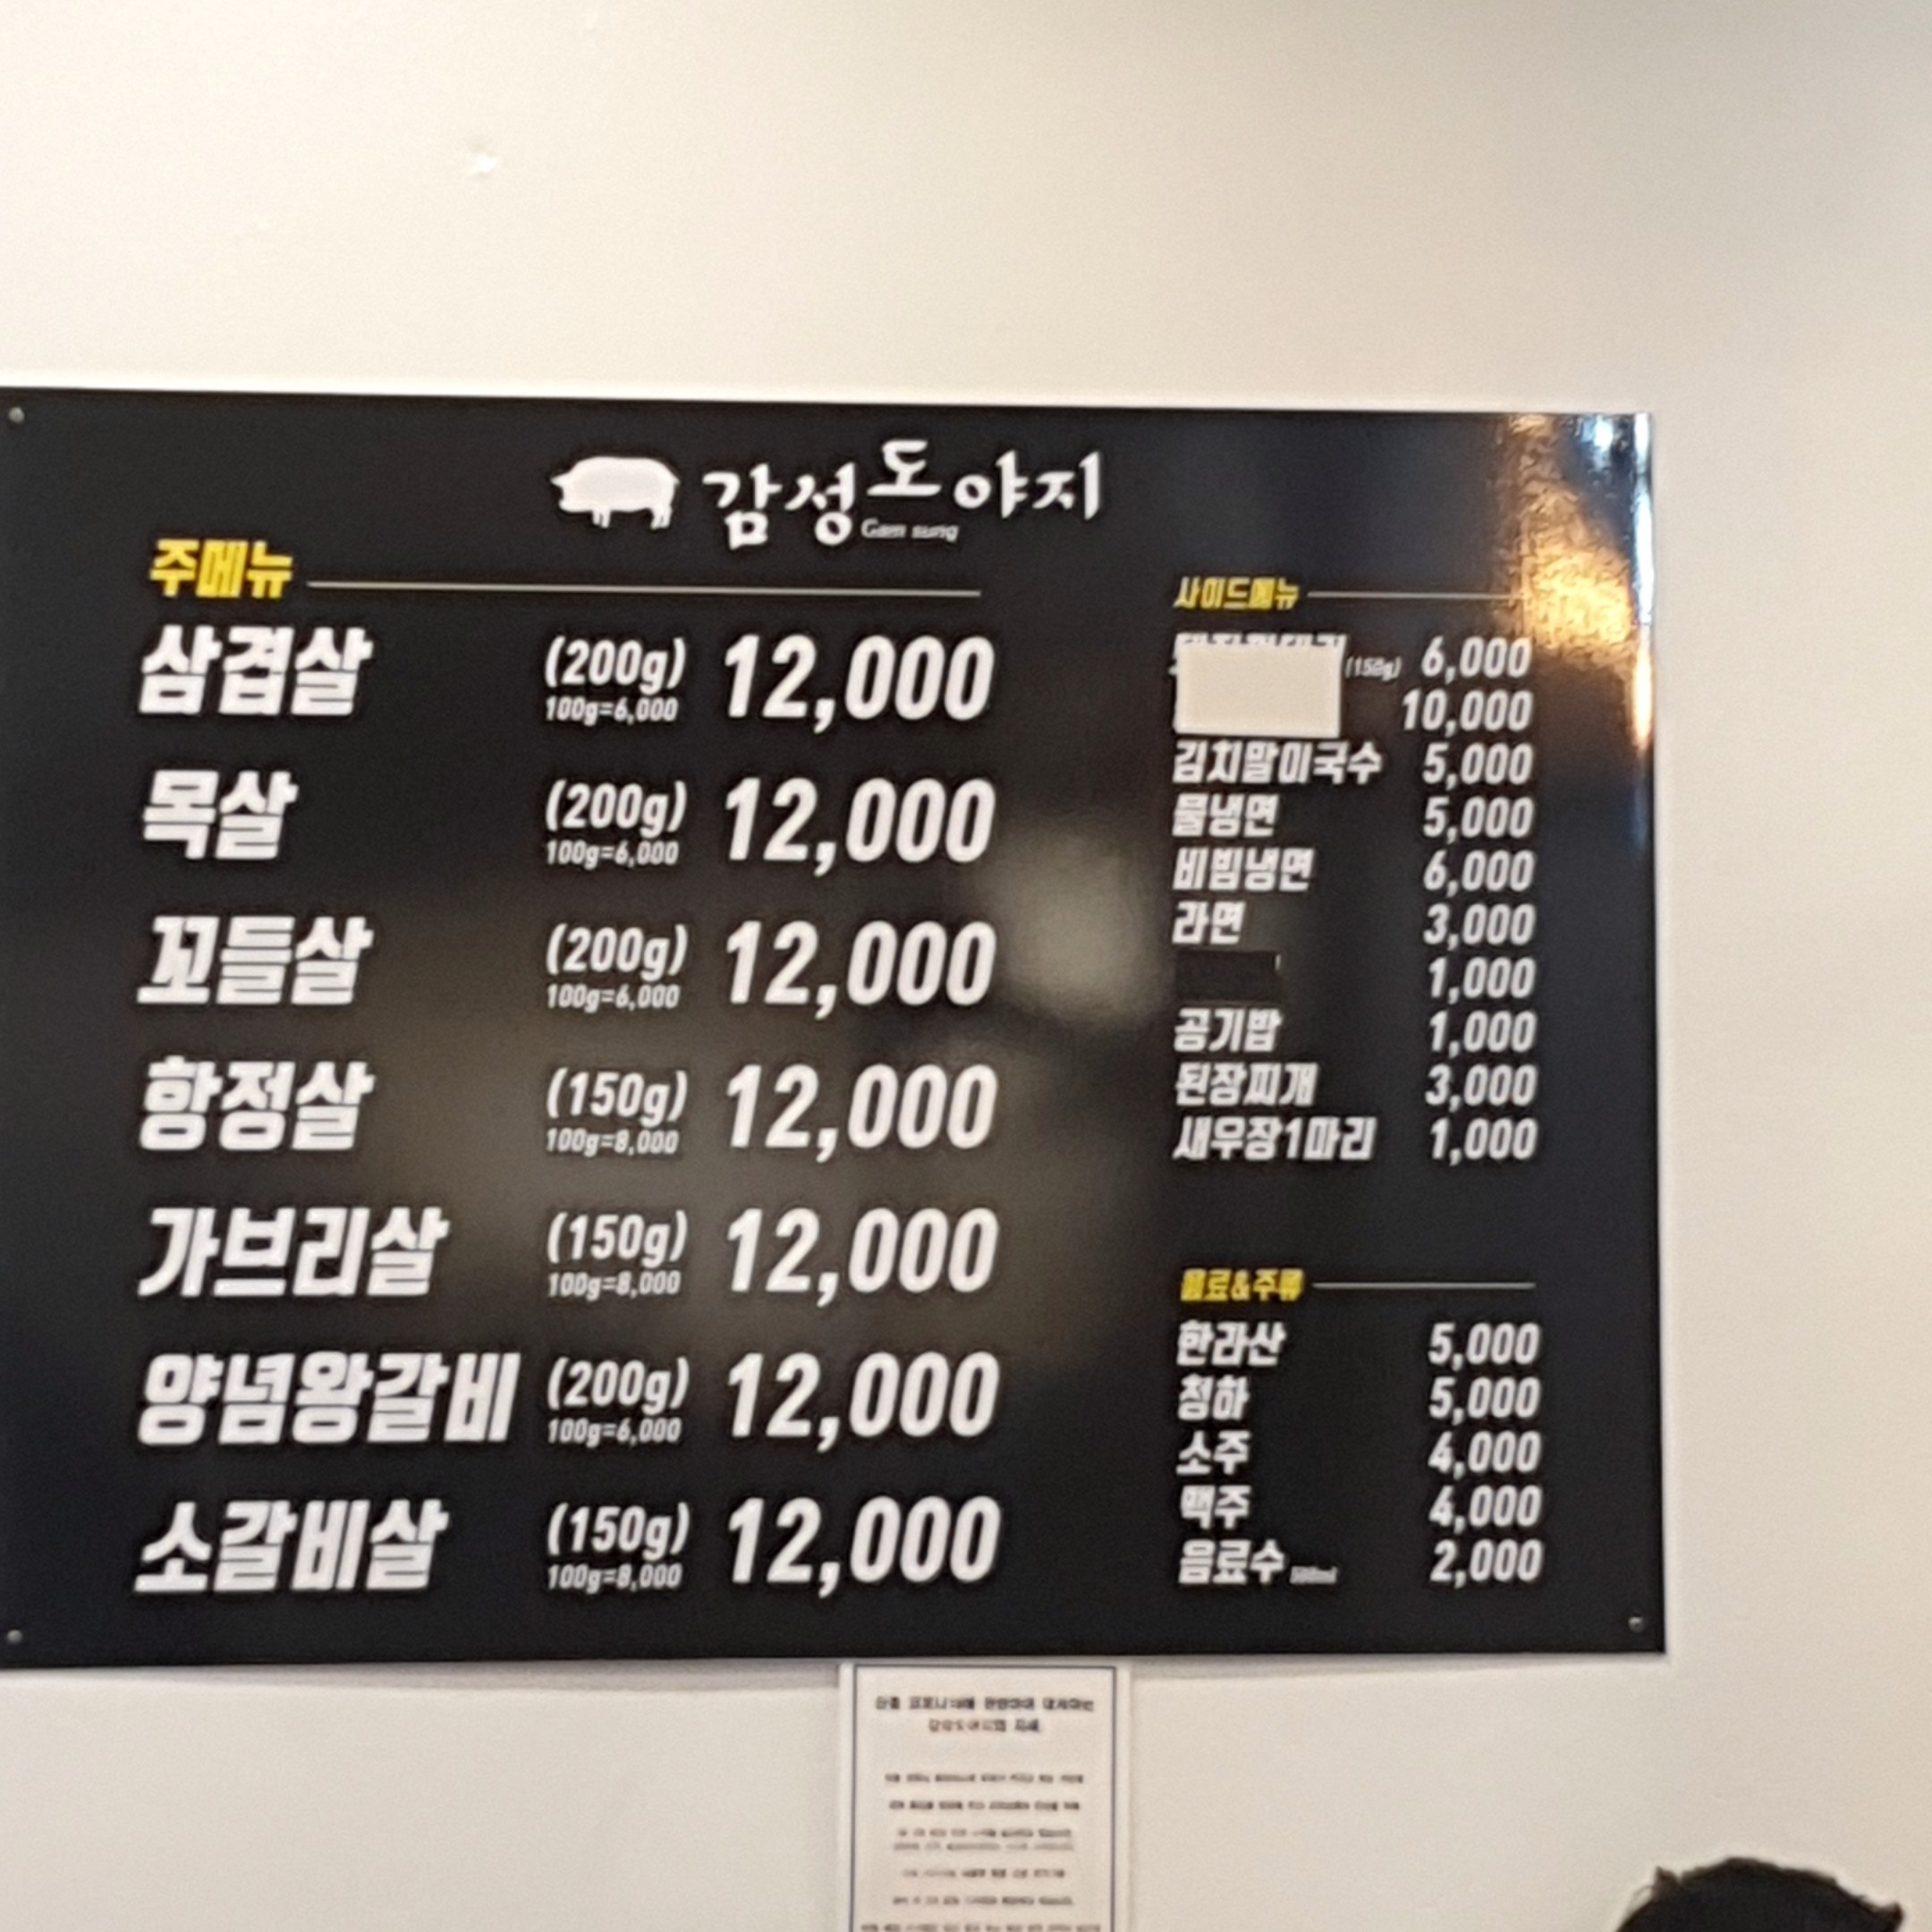 감성도야지
Gam sung
주메뉴
삼겹살 (200g) 12,000
100g=6,000
목살 (200g) 12,000
100g=6,000
꼬들살 (200g) 12,000
100g=6,000
항정살 (150g) 12,000
100g=8,000
가브리살 (150g) 12,000
100g=8,000
양념왕갈비 (200g) 12,000
100g=6,000
소갈비살 (150g) 12,000
100g=8,000
사이드메뉴
(150g) 6,000
10,000
김치말이국수 5,000
물냉면 5,000
비빔냉면 6,000
라면 3,000
1,000
공기밥 1,000
된장찌개 3,000
새우장1마리 1,000
음료&주류
한라산 5,000
청하 5,000
소주 4,000
맥주 4,000
음료수 2,000